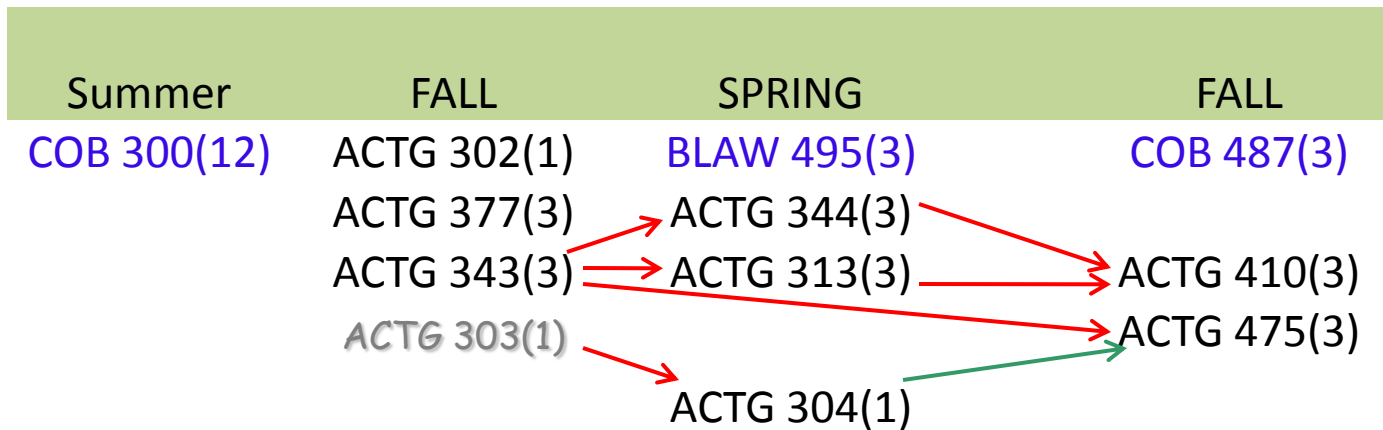 Summer FALL SPRING FALL
COB 300(12) ACTG 302(1) BLAW 495(3) COB 487(3)
ACTG 377(3) ACTG 344(3)
ACTG 343(3) ACTG 313(3) ACTG 410(3)
ACTG 303(1) ACTG 475(3)
ACTG 304(1)